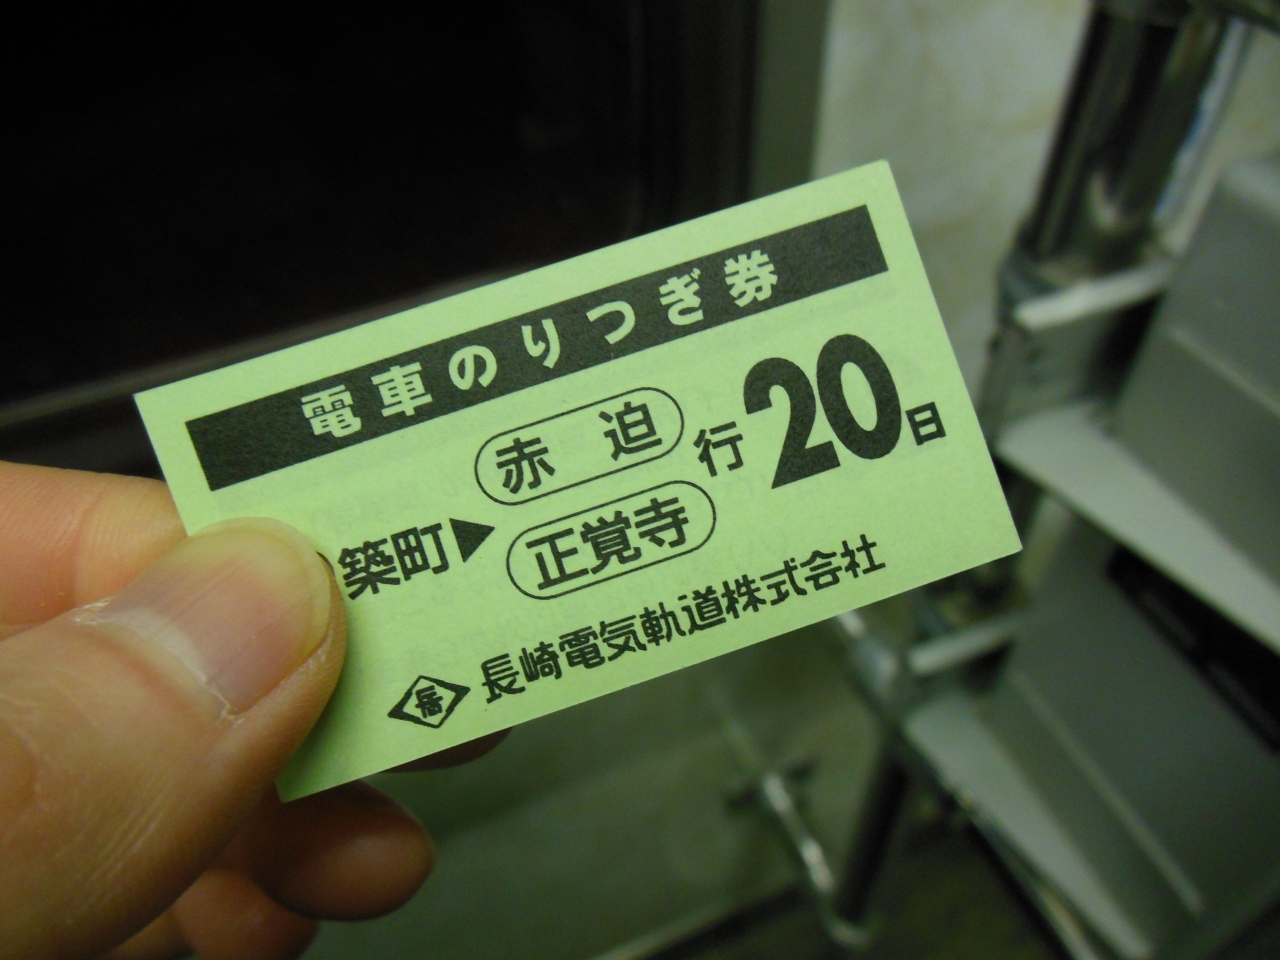 電車のりつぎ券
築町▶赤迫 正覚寺 行 20日
長崎電気軌道株式会社